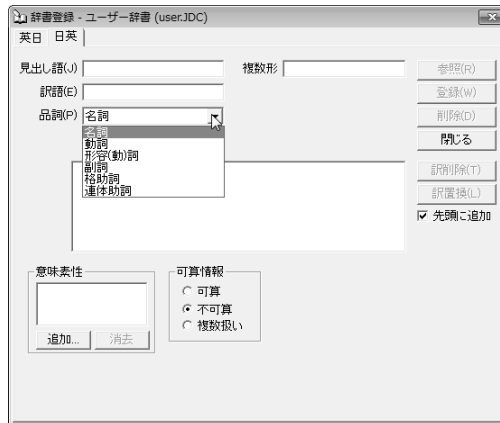 辞書登録 - ユーザー辞書 (user.JDC)
英日 日英
見出し語(J) 複数形 参照(R)
訳語(E) 登録(W)
品詞(P) 名詞 削除(D)
名詞 閉じる
動詞
形容(動)詞
副詞
格助詞
連体助詞
訳削除(T)
訳置換(L)
先頭に追加
意味素性 可算情報
可算
不可算
複数扱い
追加... 消去